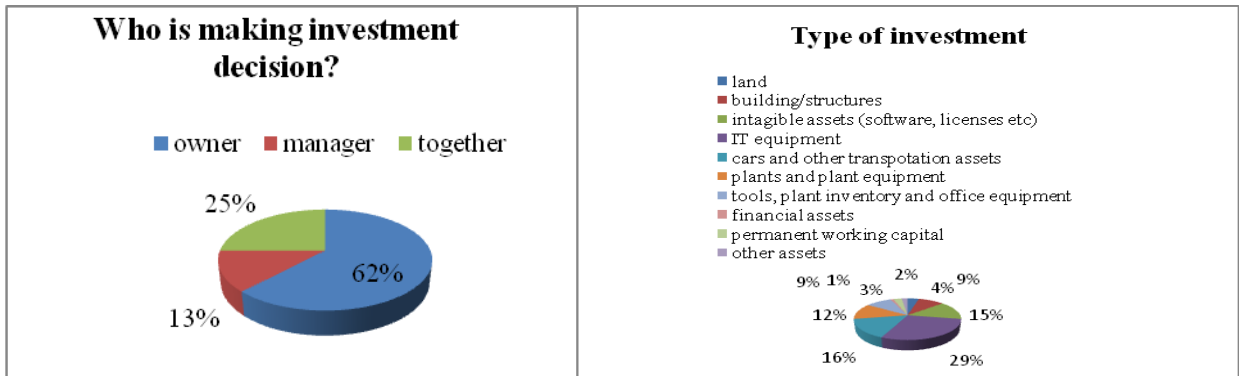 Who is making investment
decision?
owner manager together
25%
62%
13%
Type of investment
land
building/structures
intagible assets (software, licenses etc)
IT equipment
cars and other transpotation assets
plants and plant equipment
tools, plant inventory and office equipment
financial assets
permanent working capital
other assets
9% 1% 2% 9%
3% 4%
12% 15%
16% 29%